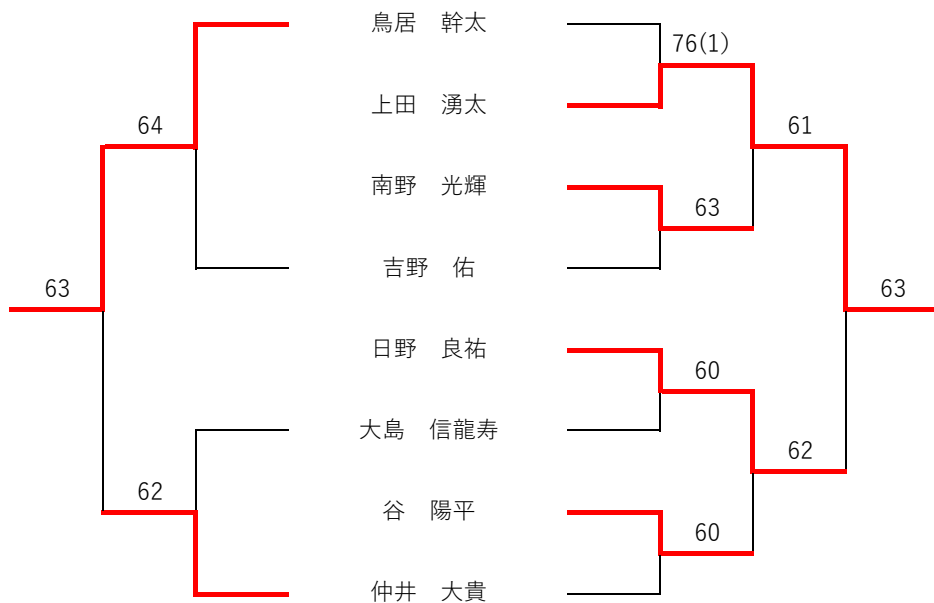 鳥居　幹太
76(1)
上田　湧太
64
61
南野　光輝
63
吉野　佑
63
63
日野　良祐
60
大島　信龍寿
62
62
谷　陽平
60
仲井　大貴